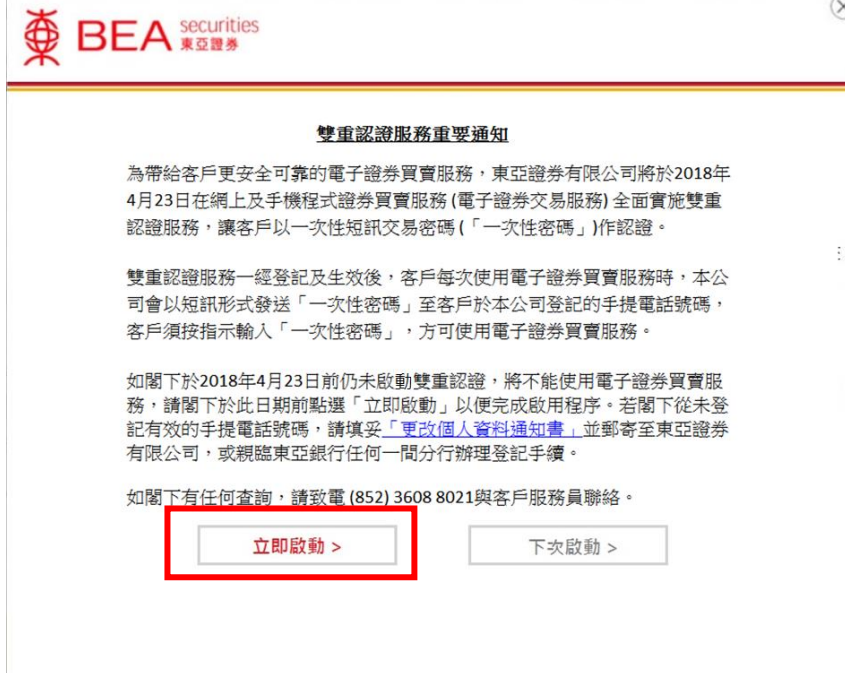 BEA securities
東亞證券
雙重認證服務重要通知
為帶給客戶更安全可靠的電子證券買賣服務，東亞證券有限公司將於2018年
4月23日在網上及手機程式證券買賣服務 (電子證券交易服務) 全面實施雙重
認證服務，讓客戶以一次性短訊交易密碼 (「一次性密碼」)作認證。
雙重認證服務一經登記及生效後，客戶每次使用電子證券買賣服務時，本公
司會以短訊形式發送「一次性密碼」至客戶於本公司登記的手提電話號碼，
客戶須按指示輸入「一次性密碼」，方可使用電子證券買賣服務。
如閣下於2018年4月23日前仍未啟動雙重認證，將不能使用電子證券買賣服
務，請閣下於此日期前點選「立即啟動」以便完成啟用程序。若閣下從未登
記有效的手提電話號碼，請填妥「更改個人資料通知書」並郵寄至東亞證券
有限公司，或親臨東亞銀行任何一間分行辦理登記手續。
如閣下有任何查詢，請致電 (852) 3608 8021與客戶服務員聯絡。
立即啟動 >
下次啟動 >